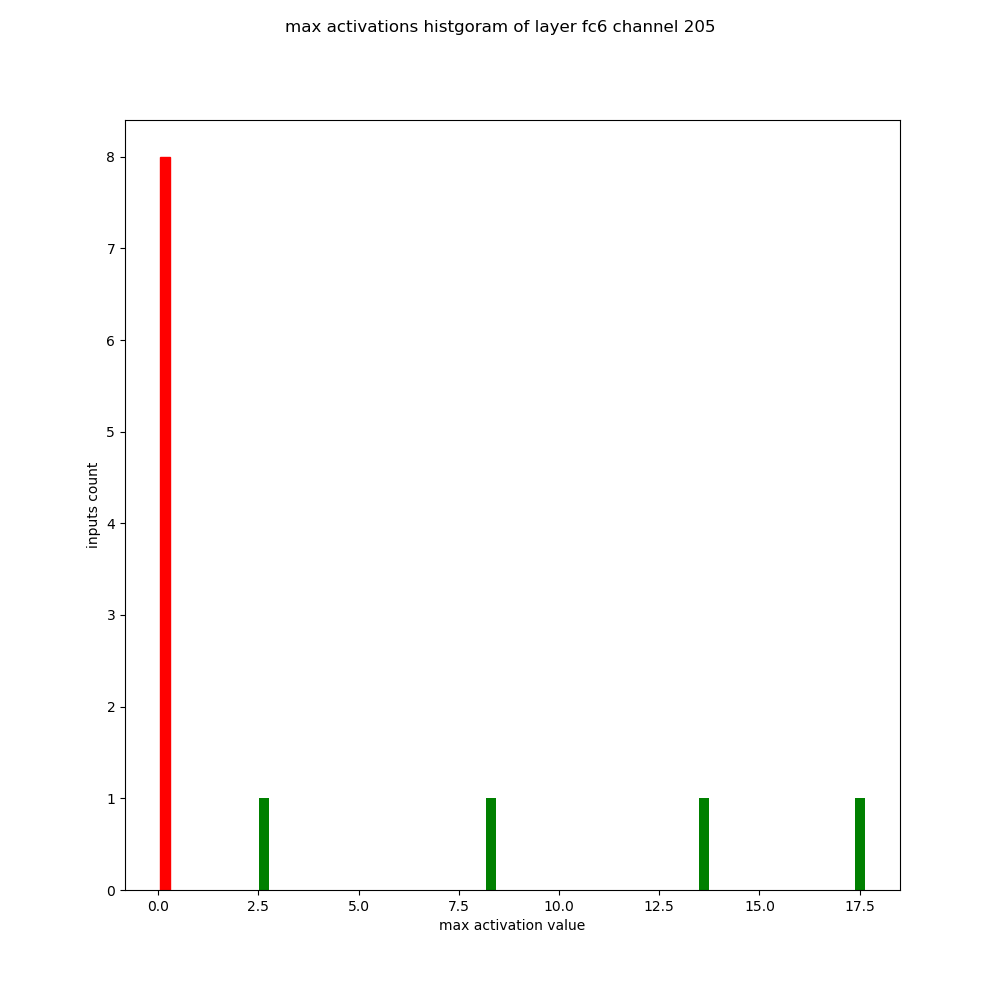 max activations histgoram of layer fc6 channel 205
8
7
6
5
4
3
2
1
0
inputs count
0.0 2.5 5.0 7.5 10.0 12.5 15.0 17.5
max activation value